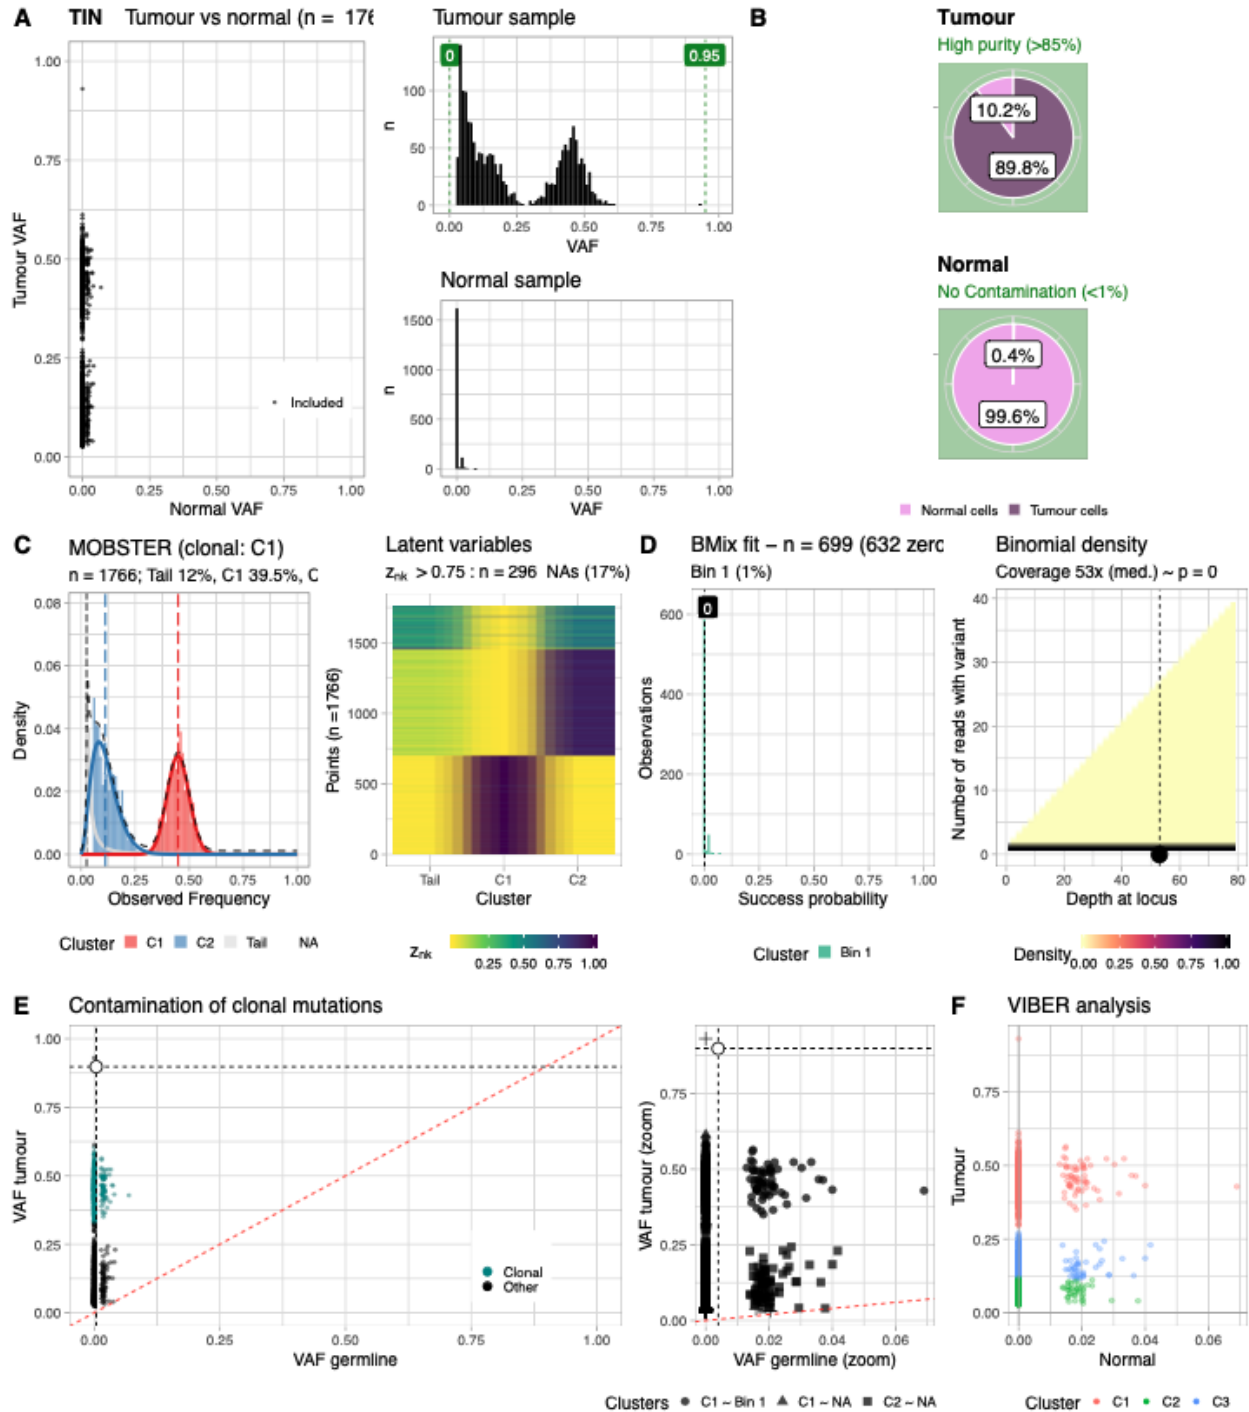 A TIN Tumour vs normal (n = 176
Tumour sample
B
Tumour
High purity (>85%)
0
0.95
10.2%
89.8%
1.00
0.75
0.50
0.25
0.00
Tumour VAF
Included
0.00 0.25 0.50 0.75 1.00
Normal VAF
100
50
0
n
0.00 0.25 0.50 0.75 1.00
VAF
Normal sample
1500
1000
500
0
n
0.00 0.25 0.50 0.75 1.00
VAF
Normal
No Contamination (<1%)
0.4%
99.6%
Normal cells Tumour cells
C MOBSTER (clonal: C1)
n = 1766; Tail 12%, C1 39.5%, C
0.08
0.06
0.04
0.02
0.00
Density
0.00 0.25 0.50 0.75 1.00
Observed Frequency
Cluster C1 C2 Tail NA
Latent variables
znk > 0.75 : n = 296 NAs (17%)
1500
1000
500
0
Points (n =1766)
Tail C1 C2
Cluster
znk
0.25 0.50 0.75 1.00
D BMix fit – n = 699 (632 zero
Bin 1 (1%)
0
600
400
200
0
Observations
0.00 0.25 0.50 0.75 1.00
Success probability
Cluster Bin 1
Binomial density
Coverage 53x (med.) ~ p = 0
40
30
20
10
0
Number of reads with variant
0 20 40 60 80
Depth at locus
Density
0.00 0.25 0.50 0.75 1.00
E Contamination of clonal mutations
1.00
0.75
0.50
0.25
0.00
VAF tumour
Clonal
Other
0.00 0.25 0.50 0.75 1.00
VAF germline
0.75
0.50
0.25
0.00
VAF tumour (zoom)
0.00 0.02 0.04 0.06
VAF germline (zoom)
Clusters C1 ~ Bin 1 C1 ~ NA C2 ~ NA
F VIBER analysis
0.75
0.50
0.25
0.00
Tumour
0.00 0.02 0.04 0.06
Normal
Cluster C1 C2 C3